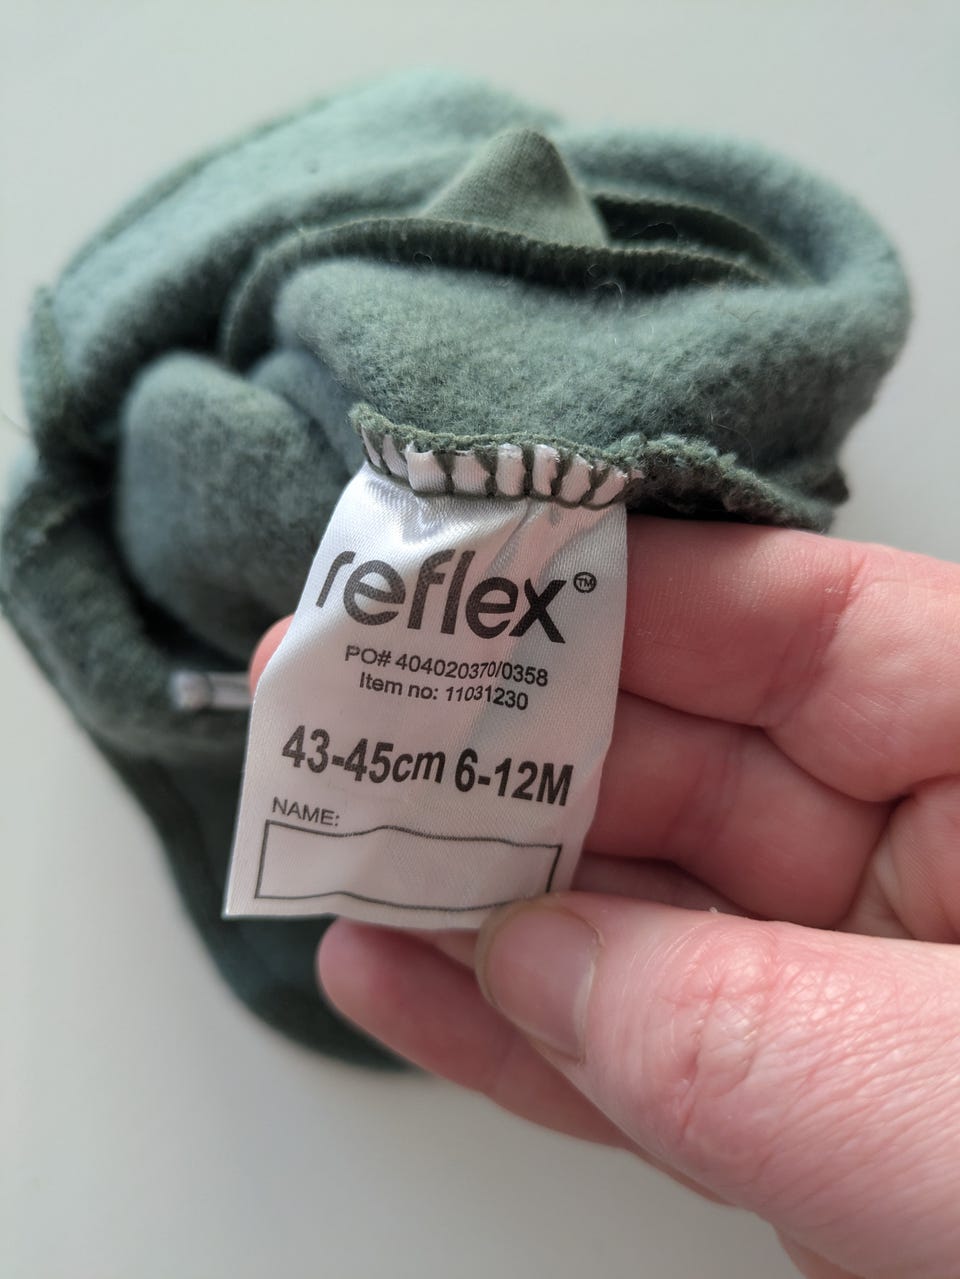 reflex™
PO# 404020370/0358
Item no: 11031230
43-45cm 6-12M
NAME: